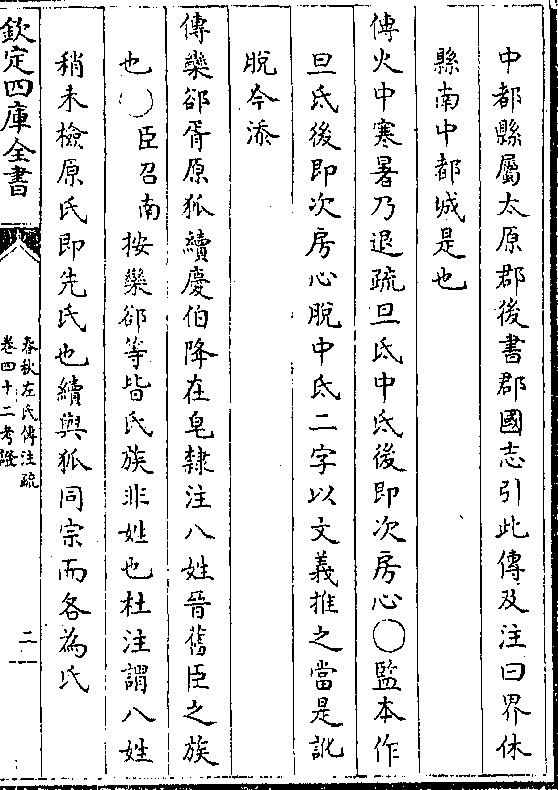 中都縣屬太原郡後書郡國志引此傳及注曰界休
縣南中都城是也
傳火中寒暑乃退疏旦氐中氐後即次房心〇監本作
旦氐後即次房心脫中氐二字以文義推之當是訛
脫今添
傳欒郤胥原狐續慶伯降在皂隸注八姓晉舊臣之族
也〇臣召南按欒郤等皆氏族非姓也杜注謂八姓
稍未檢原氏即先氏也續與狐同宗而各為氏
欽定四庫全書
春秋左氏傳注疏
卷四十二考證
二